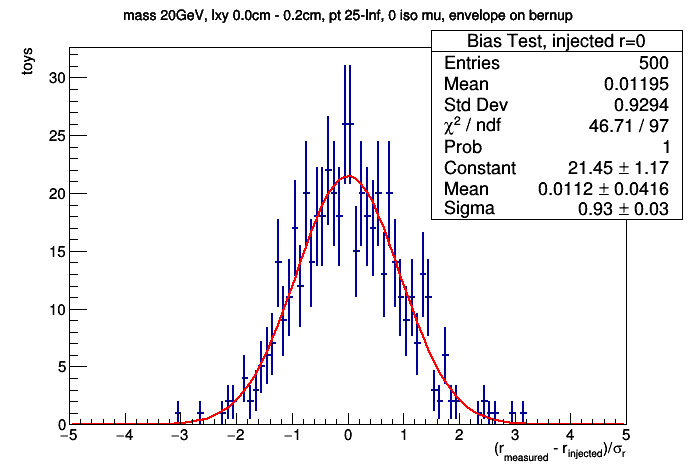 mass 20GeV, lxy 0.0cm - 0.2cm, pt 25-Inf, 0 iso mu, envelope on bernup
toys
Bias Test, injected r=0
Entries 500
Mean 0.01195
Std Dev 0.9294
χ² / ndf 46.71 / 97
Prob 1
Constant 21.45 ± 1.17
Mean 0.0112 ± 0.0416
Sigma 0.93 ± 0.03
30
25
20
15
10
5
0
−5 −4 −3 −2 −1 0 1 2 3 4 5
(r_measured - r_injected)/σ_r